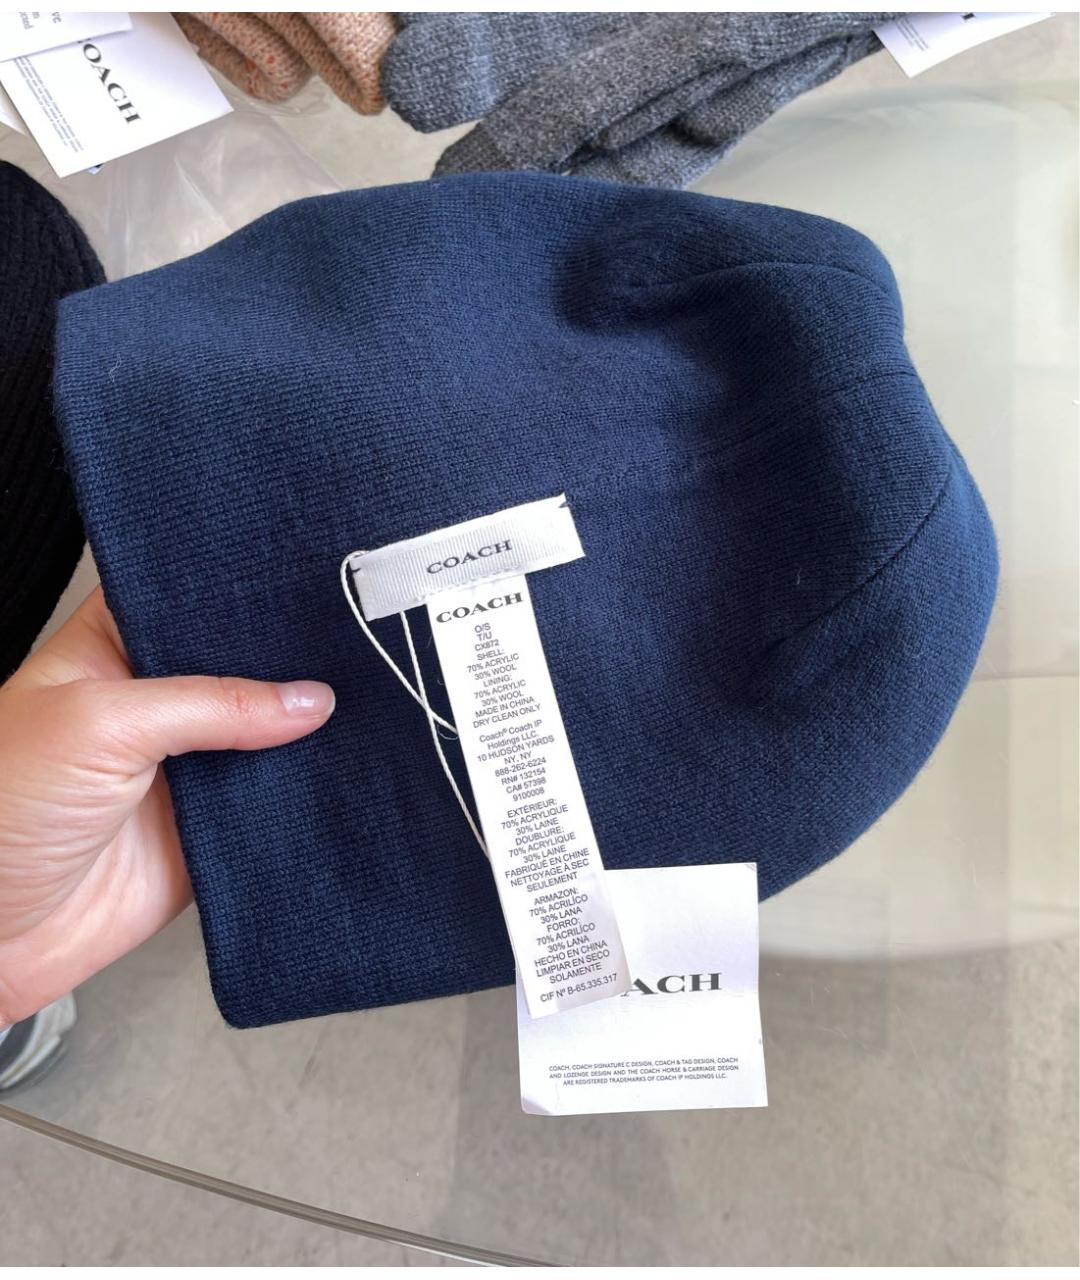 COACH
COACH
COACH
O/S
T/U
CX872
SHELL:
70% ACRYLIC
30% WOOL
LINING:
70% ACRYLIC
30% WOOL
MADE IN CHINA
DRY CLEAN ONLY
Coach® Coach IP
Holdings LLC.
10 HUDSON YARDS
NY, NY
888-262-6224
RN# 132154
CA# 57398
9100008
EXTÉRIEUR:
70% ACRYLIQUE
30% LAINE
DOUBLURE:
70% ACRYLIQUE
30% LAINE
FABRIQUÉ EN CHINE
NETTOYAGE À SEC
SEULEMENT
ARMAZON:
70% ACRILÍCO
30% LANA
FORRO:
70% ACRILÍCO
30% LANA
HECHO EN CHINA
LIMPIAR EN SECO
SOLAMENTE
CIF Nº B-65.335.317
ACH
COACH, COACH SIGNATURE C DESIGN, COACH & TAG DESIGN, COACH
AND LOZENGE DESIGN AND THE COACH HORSE & CARRIAGE DESIGN
ARE REGISTERED TRADEMARKS OF COACH IP HOLDINGS LLC.